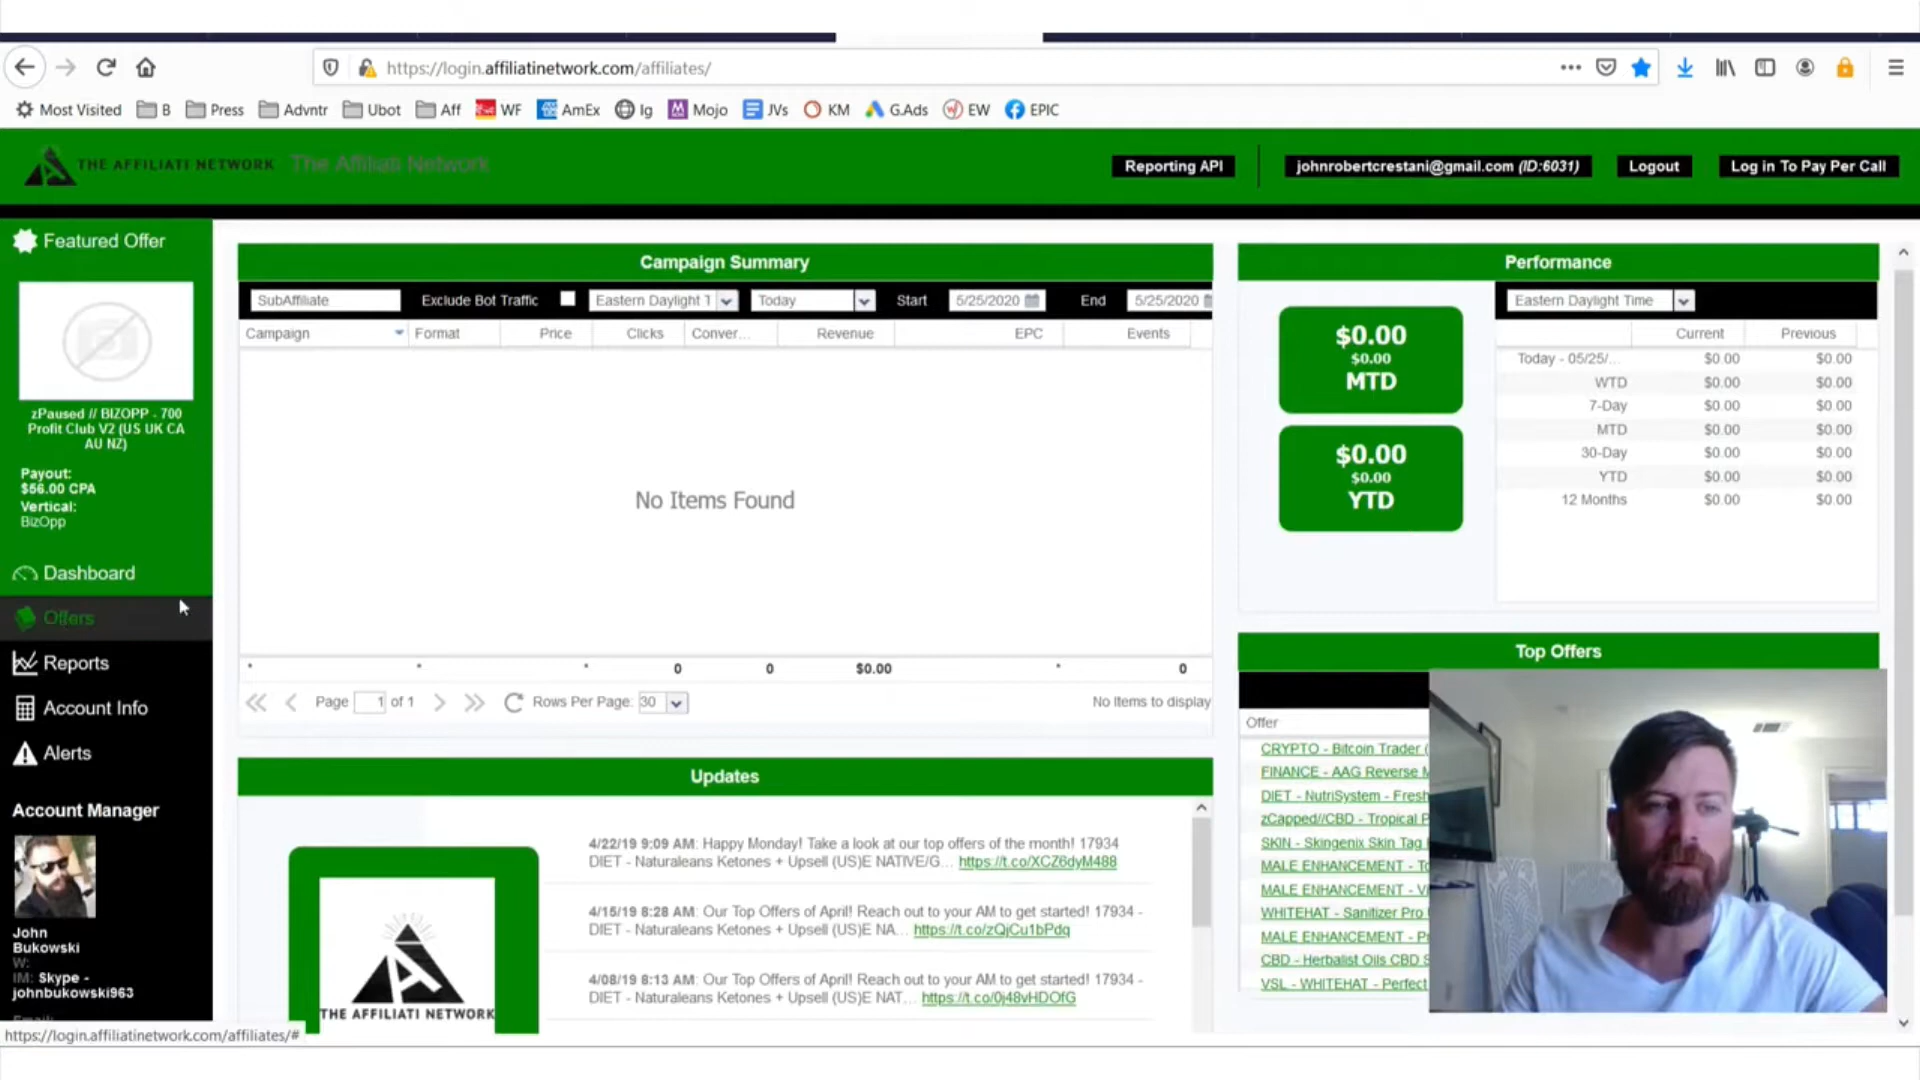 https://login.affiliatinetwork.com/affiliates/
Most Visited B Press Advntr Ubot Aff WF AmEx Ig Mojo JVs KM G.Ads EW EPIC
THE AFFILIATI NETWORK The Affiliati Network
Reporting API johnrobertcrestani@gmail.com (ID:6031) Logout Log in To Pay Per Call
Featured Offer
zPaused // BIZOPP - 700
Profit Club V2 (US UK CA
AU NZ)
Payout:
$56.00 CPA
Vertical:
BizOpp
Dashboard
Offers
Reports
Account Info
Alerts
Account Manager
John
Bukowski
W:
IM: Skype -
johnbukowski963
Email:
https://login.affiliatinetwork.com/affiliates/#
Campaign Summary
SubAffiliate Exclude Bot Traffic Eastern Daylight T Today Start 5/25/2020 End 5/25/2020
Campaign Format Price Clicks Conver... Revenue EPC Events
No Items Found
* * * 0 0 $0.00 * 0
Page 1 of 1 Rows Per Page: 30 No Items to display
Updates
THE AFFILIATI NETWORK
4/22/19 9:09 AM: Happy Monday! Take a look at our top offers of the month! 17934
DIET - Naturaleans Ketones + Upsell (US)E NATIVE/G... https://t.co/XCZ6dyM488
4/15/19 8:28 AM: Our Top Offers of April! Reach out to your AM to get started! 17934 -
DIET - Naturaleans Ketones + Upsell (US)E NA... https://t.co/zQjCu1bPdq
4/08/19 8:13 AM: Our Top Offers of April! Reach out to your AM to get started! 17934 -
DIET - Naturaleans Ketones + Upsell (US)E NAT... https://t.co/0j48vHDOfG
Performance
$0.00
$0.00
MTD
$0.00
$0.00
YTD
Eastern Daylight Time
Current Previous
Today - 05/25/... $0.00 $0.00
WTD $0.00 $0.00
7-Day $0.00 $0.00
MTD $0.00 $0.00
30-Day $0.00 $0.00
YTD $0.00 $0.00
12 Months $0.00 $0.00
Top Offers
Offer
CRYPTO - Bitcoin Trader (
FINANCE - AAG Reverse M
DIET - NutriSystem - Fresh
zCapped//CBD - Tropical P
SKIN - Skingenix Skin Tag
MALE ENHANCEMENT - To
MALE ENHANCEMENT - V
WHITEHAT - Sanitizer Pro
MALE ENHANCEMENT - P
CBD - Herbalist Oils CBD S
VSL - WHITEHAT - Perfect